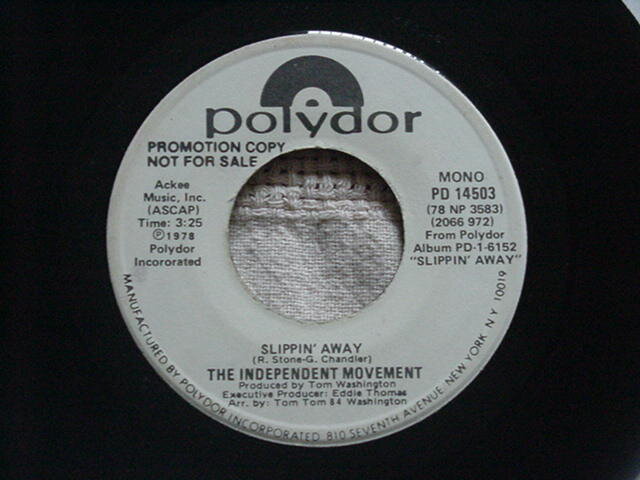 polydor
PROMOTION COPY
NOT FOR SALE
Ackee
Music, Inc.
(ASCAP)
Time: 3:25
Ⓟ1978
Polydor
Incororated
MONO
PD 14503
(78 NP 3583)
(2066 972)
From Polydor
Album PD-1-6152
"SLIPPIN' AWAY"
SLIPPIN' AWAY
(R. Stone-G. Chandler)
THE INDEPENDENT MOVEMENT
Produced by Tom Washington
Executive Producer: Eddie Thomas
Arr. by: Tom Tom 84 Washington
MANUFACTURED BY POLYDOR INCORPORATED 810 SEVENTH AVENUE NEW YORK NY 10019